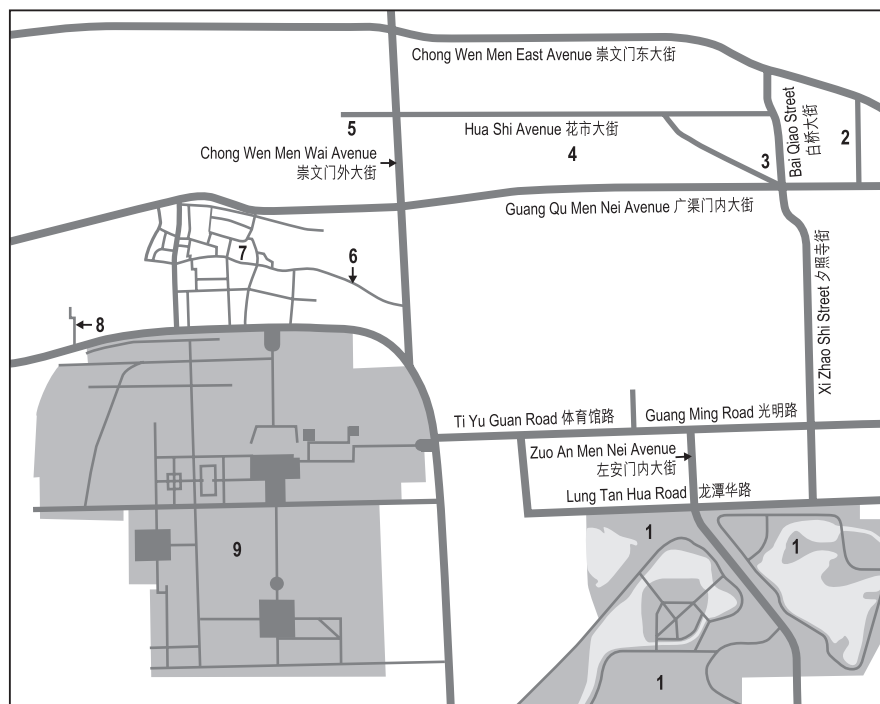 Chong Wen Men East Avenue 崇文门东大街
Bai Qiao Street
白桥大街
2
5
Hua Shi Avenue 花市大街
4
3
Chong Wen Men Wai Avenue
崇文门外大街
Guang Qu Men Nei Avenue 广渠门内大街
7
6
Xi Zhao Shi Street 夕照寺街
8
Ti Yu Guan Road 体育馆路
Guang Ming Road 光明路
Zuo An Men Nei Avenue
左安门内大街
Lung Tan Hua Road 龙潭华路
1
1
9
1